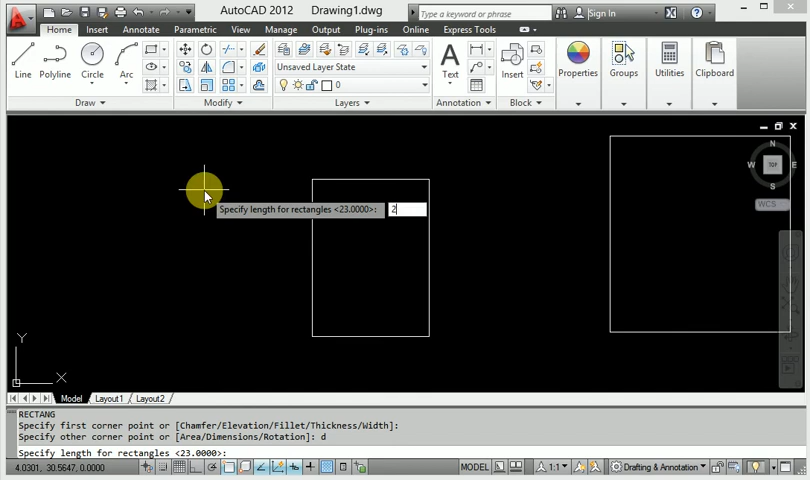 AutoCAD 2012 Drawing1.dwg
Type a keyword or phrase
Sign In
Home Insert Annotate Parametric View Manage Output Plug-ins Online Express Tools
Line Polyline Circle Arc
Unsaved Layer State
0
Text Insert Properties Groups Utilities Clipboard
Draw Modify Layers Annotation Block
N
W TOP E
S
WCS
Specify length for rectangles <23.0000>: 2
Y
X
Model Layout1 Layout2
RECTANG
Specify first corner point or [Chamfer/Elevation/Fillet/Thickness/Width]:
Specify other corner point or [Area/Dimensions/Rotation]: d
Specify length for rectangles <23.0000>:
4.0301, 30.5647, 0.0000 MODEL 1:1 Drafting & Annotation